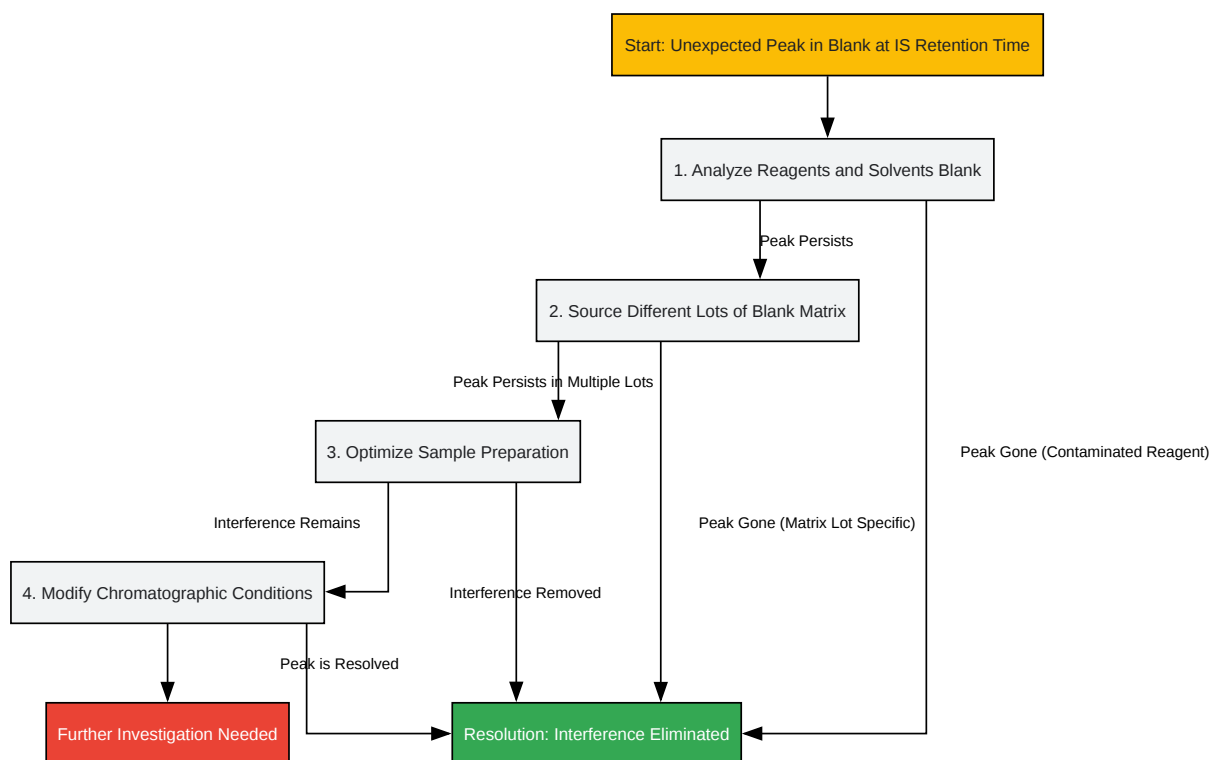 Start: Unexpected Peak in Blank at IS Retention Time
1. Analyze Reagents and Solvents Blank
Peak Persists
2. Source Different Lots of Blank Matrix
Peak Persists in Multiple Lots
3. Optimize Sample Preparation
Peak Gone (Contaminated Reagent)
Interference Remains
Peak Gone (Matrix Lot Specific)
4. Modify Chromatographic Conditions
Interference Removed
Peak is Resolved
Further Investigation Needed
Resolution: Interference Eliminated